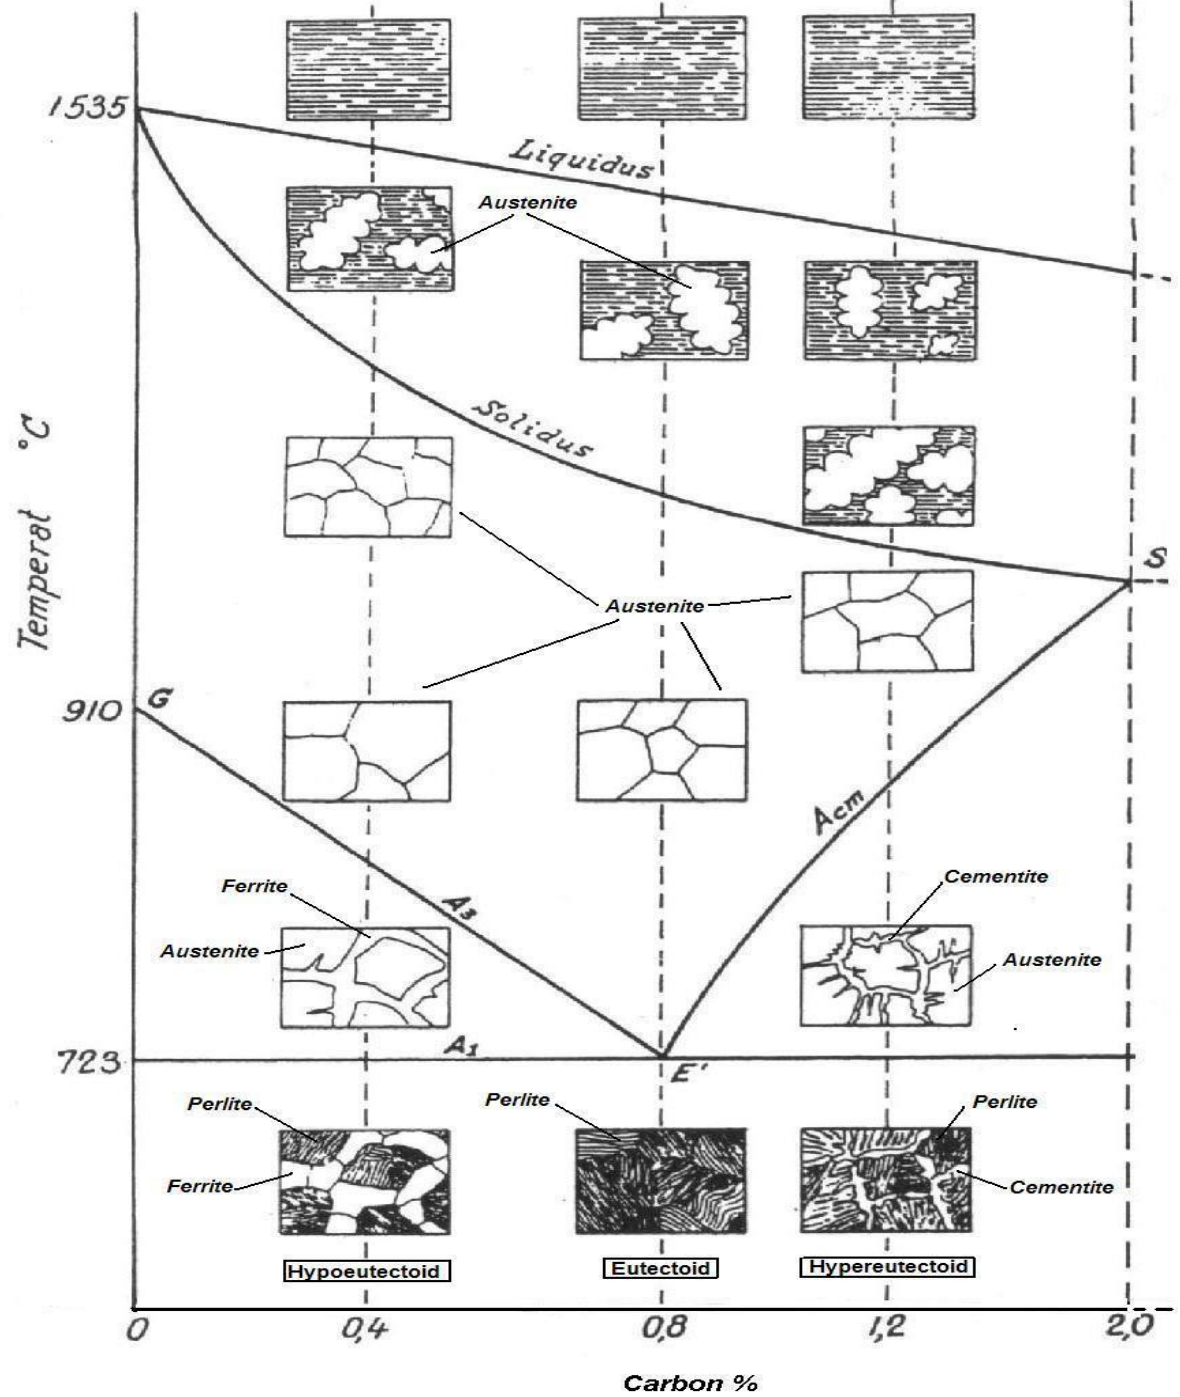 1535
Liquidus
Austenite
Solidus
Temperat °C
S
Austenite
910
G
Acm
Ferrite
Cementite
A3
Austenite
Austenite
A1
723
E'
Perlite
Perlite
Perlite
Ferrite
Cementite
Hypoeutectoid
Eutectoid
Hypereutectoid
0
0,4
0,8
1,2
2,0
Carbon %